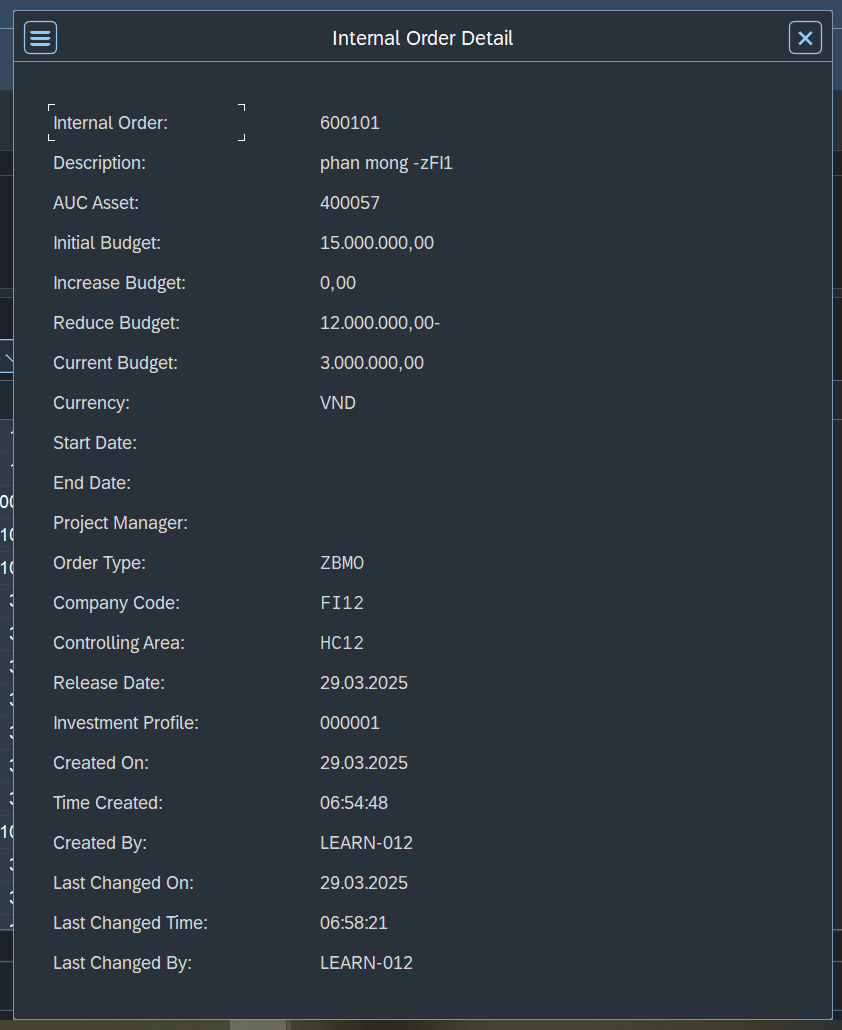 Internal Order Detail
Internal Order: 600101
Description: phan mong -zFI1
AUC Asset: 400057
Initial Budget: 15.000.000,00
Increase Budget: 0,00
Reduce Budget: 12.000.000,00-
Current Budget: 3.000.000,00
Currency: VND
Start Date:
End Date:
Project Manager:
Order Type: ZBMO
Company Code: FI12
Controlling Area: HC12
Release Date: 29.03.2025
Investment Profile: 000001
Created On: 29.03.2025
Time Created: 06:54:48
Created By: LEARN-012
Last Changed On: 29.03.2025
Last Changed Time: 06:58:21
Last Changed By: LEARN-012